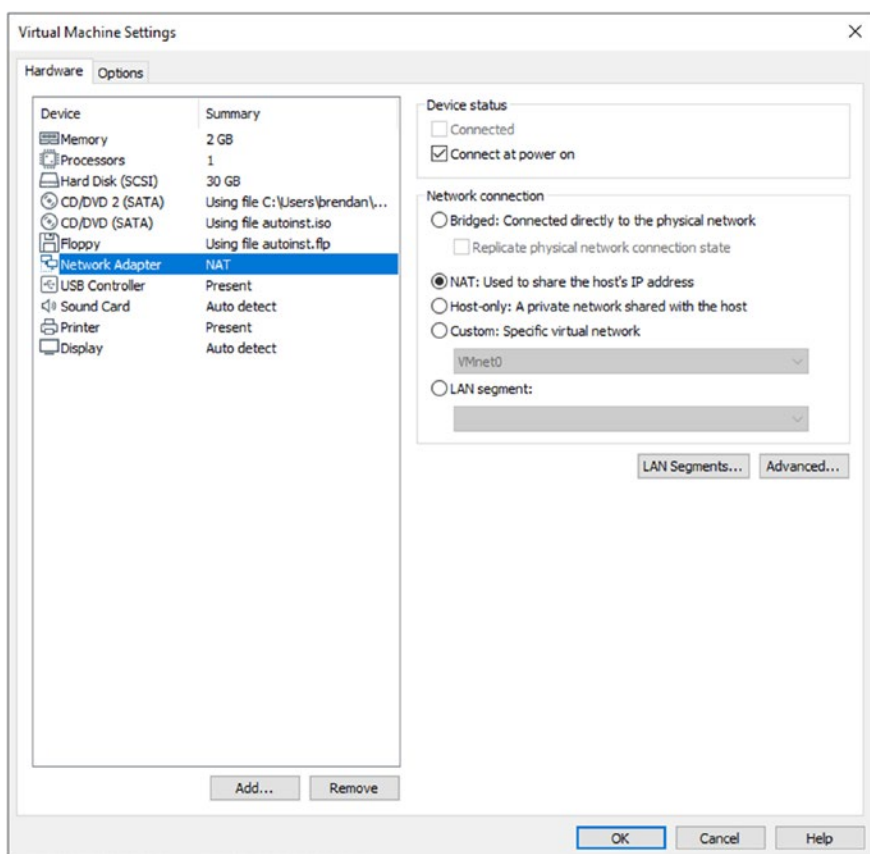 Virtual Machine Settings
Hardware Options
Device Summary
Memory 2 GB
Processors 1
Hard Disk (SCSI) 30 GB
CD/DVD 2 (SATA) Using file C:\Users\brendan\...
CD/DVD (SATA) Using file autoinst.iso
Floppy Using file autoinst.flp
Network Adapter NAT
USB Controller Present
Sound Card Auto detect
Printer Present
Display Auto detect
Add... Remove
Device status
Connected
Connect at power on
Network connection
Bridged: Connected directly to the physical network
Replicate physical network connection state
NAT: Used to share the host's IP address
Host-only: A private network shared with the host
Custom: Specific virtual network
VMnet0
LAN segment:
LAN Segments... Advanced...
OK Cancel Help